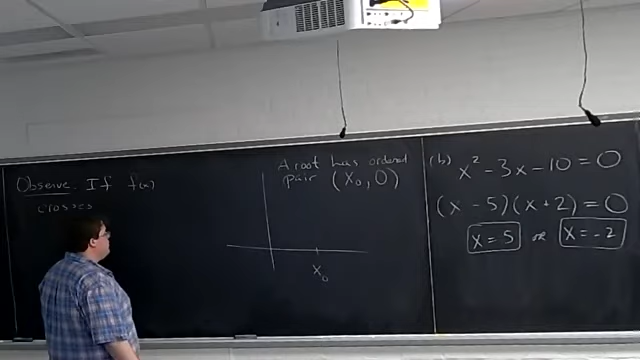 Observe. If f(x)
crosses
A root has ordered
pair (x₀, 0)
x₀
(b) x² - 3x - 10 = 0
(x - 5)(x + 2) = 0
x = 5 or x = -2